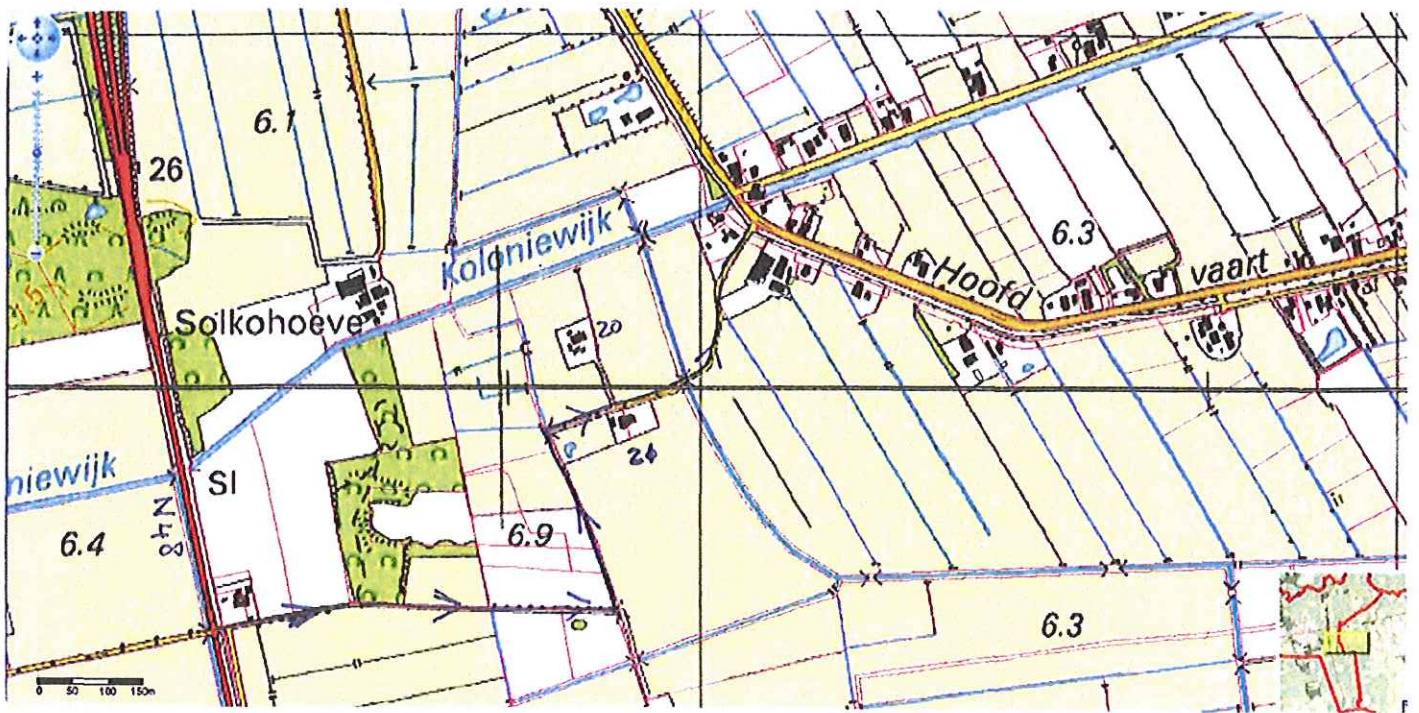 6.1
26
Koloniewijk
6.3
Hoofd
vaart
Solkohoeve
20
24
niewijk
Sl
N48
6.4
6.9
6.3
0 50 100 150m